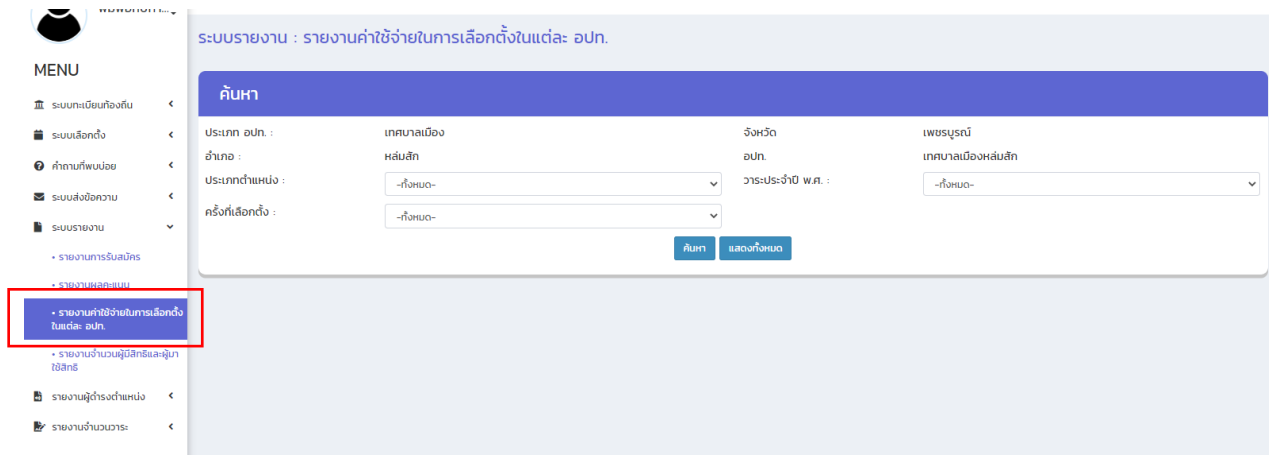 ระบบรายงาน : รายงานค่าใช้จ่ายในการเลือกตั้งในแต่ละ อปท.
MENU
ระบบทะเบียนท้องถิ่น
ระบบเลือกตั้ง
คำถามที่พบบ่อย
ระบบส่งข้อความ
ระบบรายงาน
• รายงานการรับสมัคร
• รายงานผลคะแนน
• รายงานค่าใช้จ่ายในการเลือกตั้ง
ในแต่ละ อปท.
• รายงานจำนวนผู้มีสิทธิและผู้มา
ใช้สิทธิ
รายงานผู้ดำรงตำแหน่ง
รายงานจำนวนวาระ
ค้นหา
ประเภท อปท. : เทศบาลเมือง จังหวัด เพชรบูรณ์
อำเภอ : หล่มสัก อปท. เทศบาลเมืองหล่มสัก
ประเภทตำแหน่ง : -ทั้งหมด- วาระประจำปี พ.ศ. : -ทั้งหมด-
ครั้งที่เลือกตั้ง : -ทั้งหมด-
ค้นหา แสดงทั้งหมด